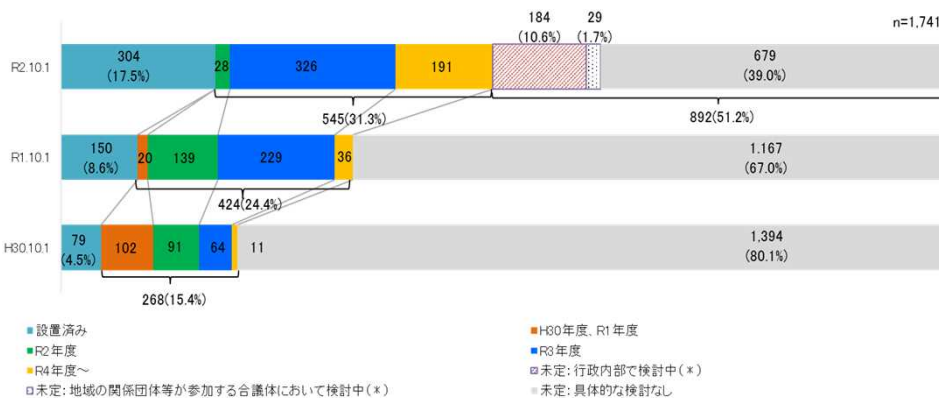 n=1,741
184
(10.6%)
29
(1.7%)
R2.10.1
304
(17.5%)
28
326
191
679
(39.0%)
545(31.3%)
892(51.2%)
R1.10.1
150
(8.6%)
20
139
229
36
1.167
(67.0%)
424(24.4%)
H30.10.1
79
(4.5%)
102
91
64
11
1,394
(80.1%)
268(15.4%)
設置済み
H30年度、R1年度
R2年度
R3年度
R4年度～
未定：行政内部で検討中（＊）
未定：地域の関係団体等が参加する合議体において検討中（＊）
未定：具体的な検討なし